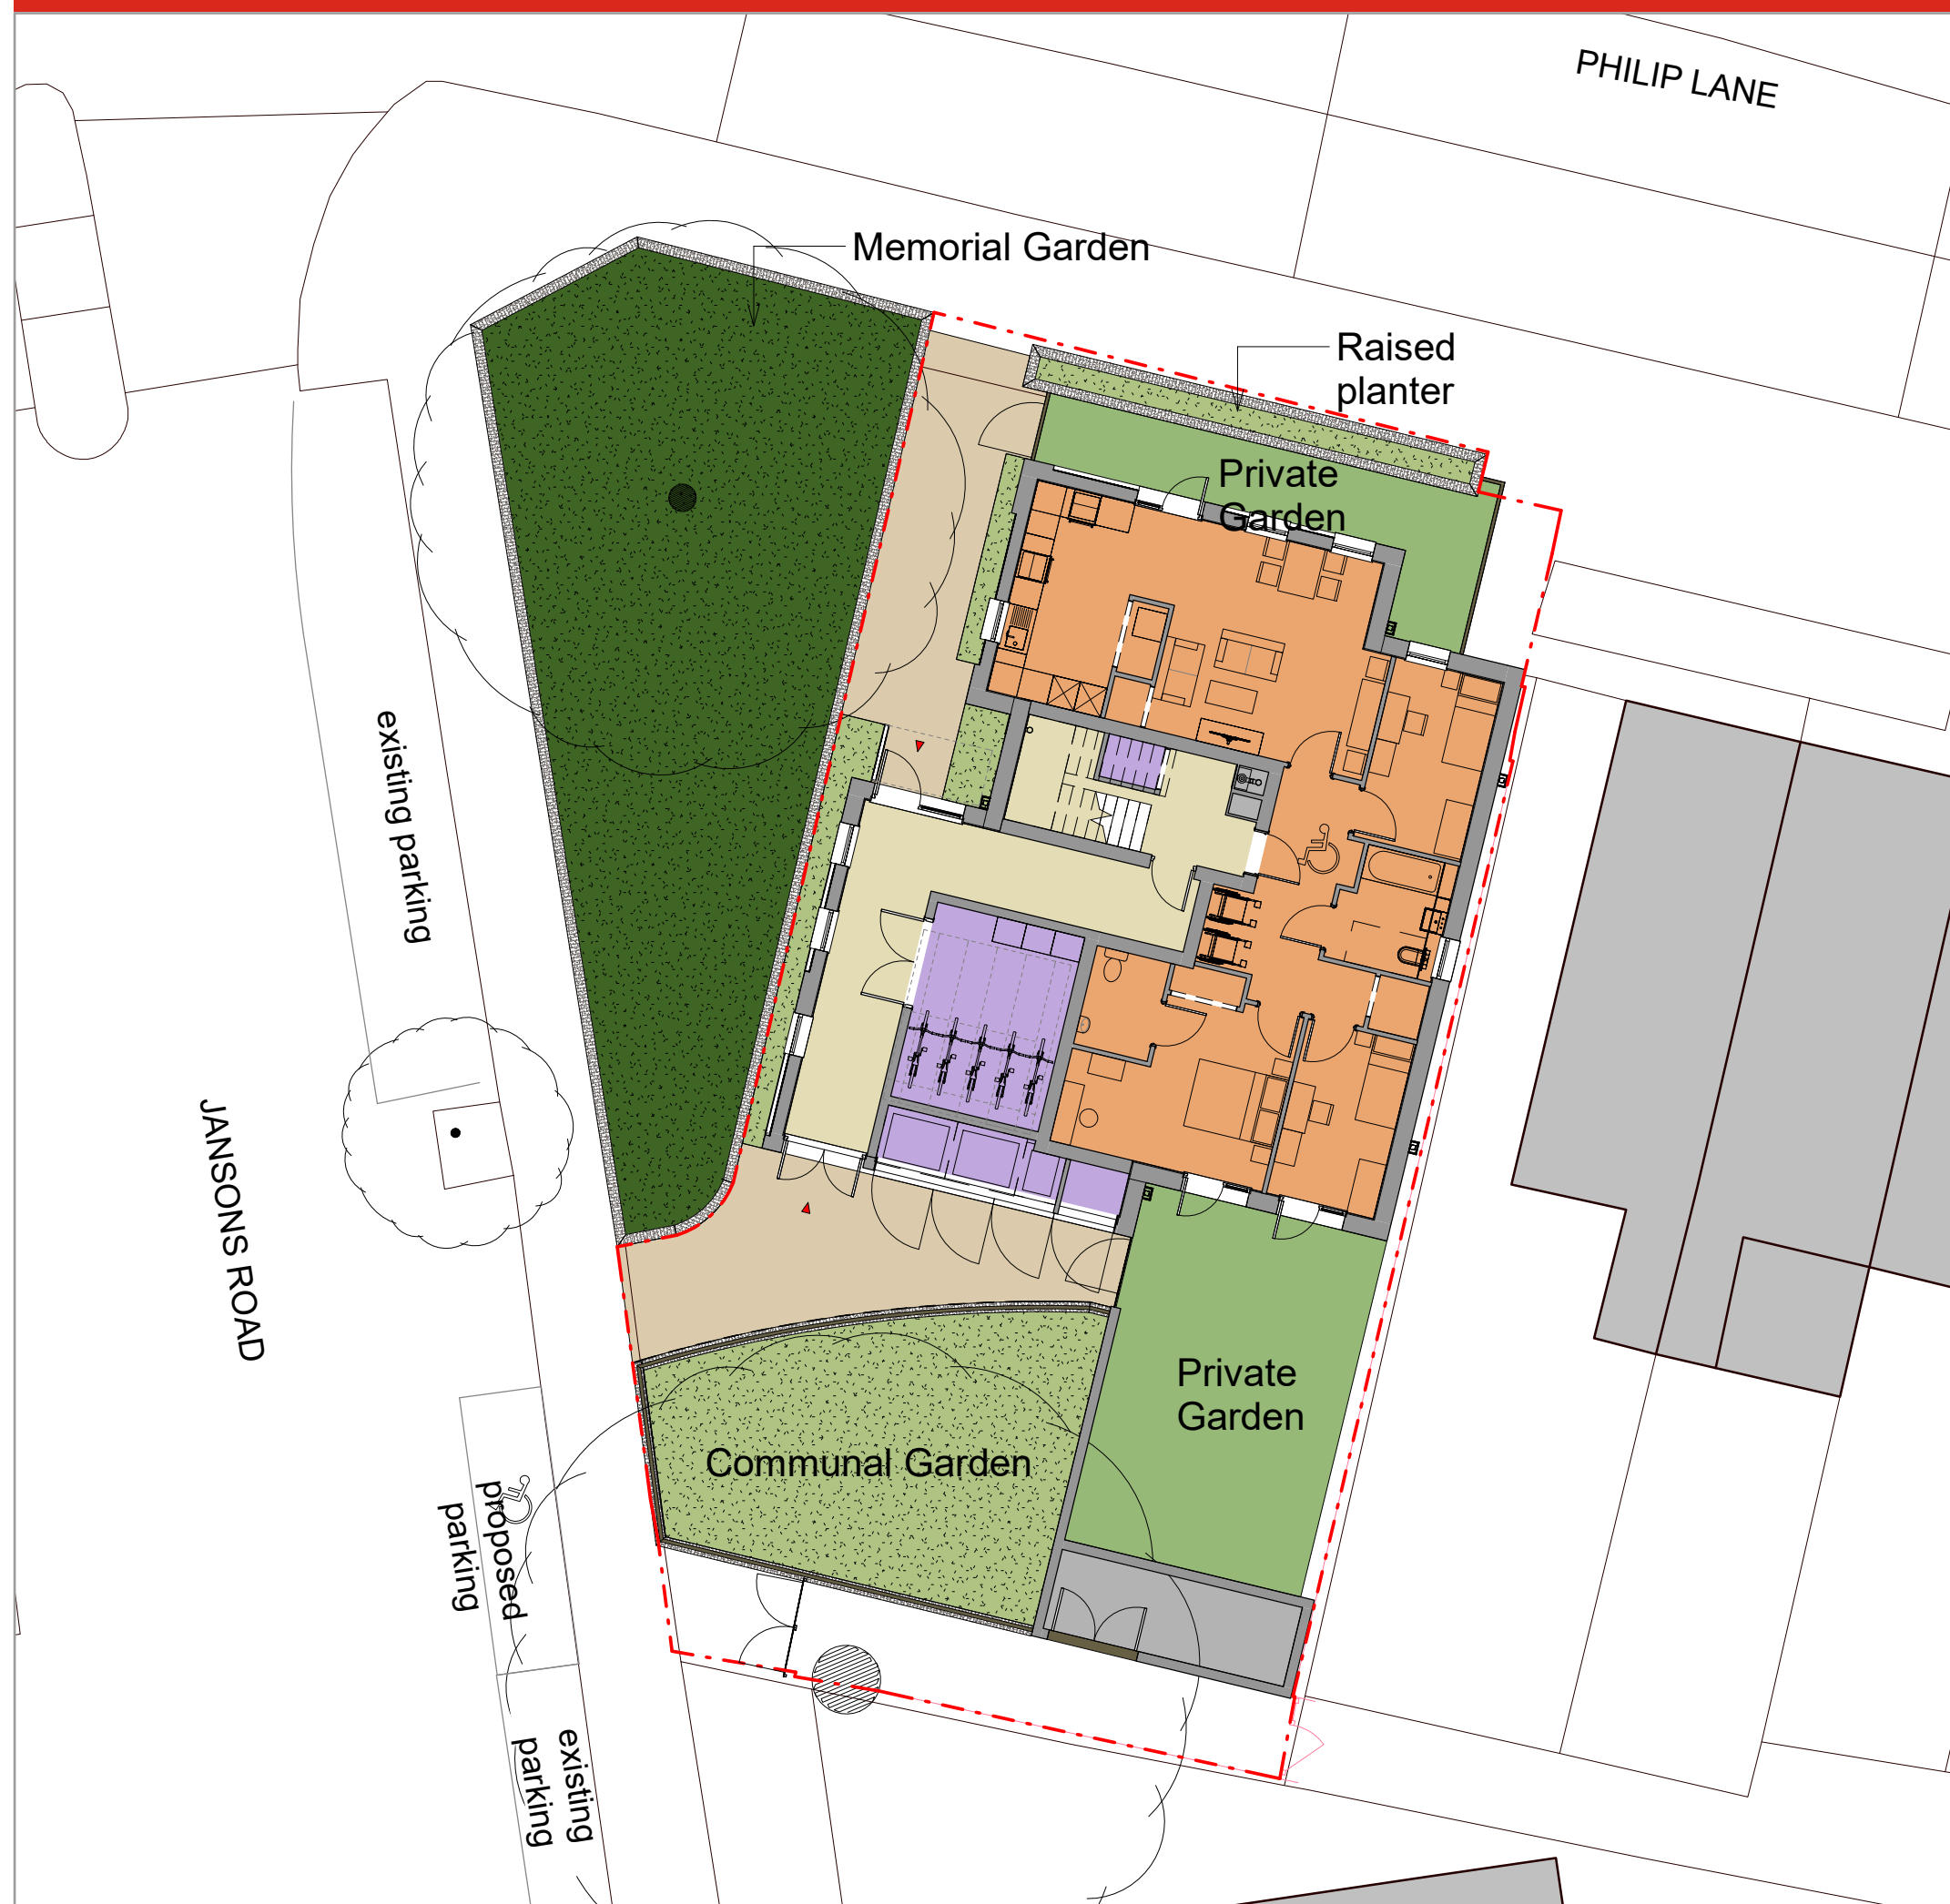 PHILIP LANE
Memorial Garden
Raised
planter
Private
Garden
existing parking
JANSONS ROAD
Private
Garden
Communal Garden
proposed
parking
existing
parking